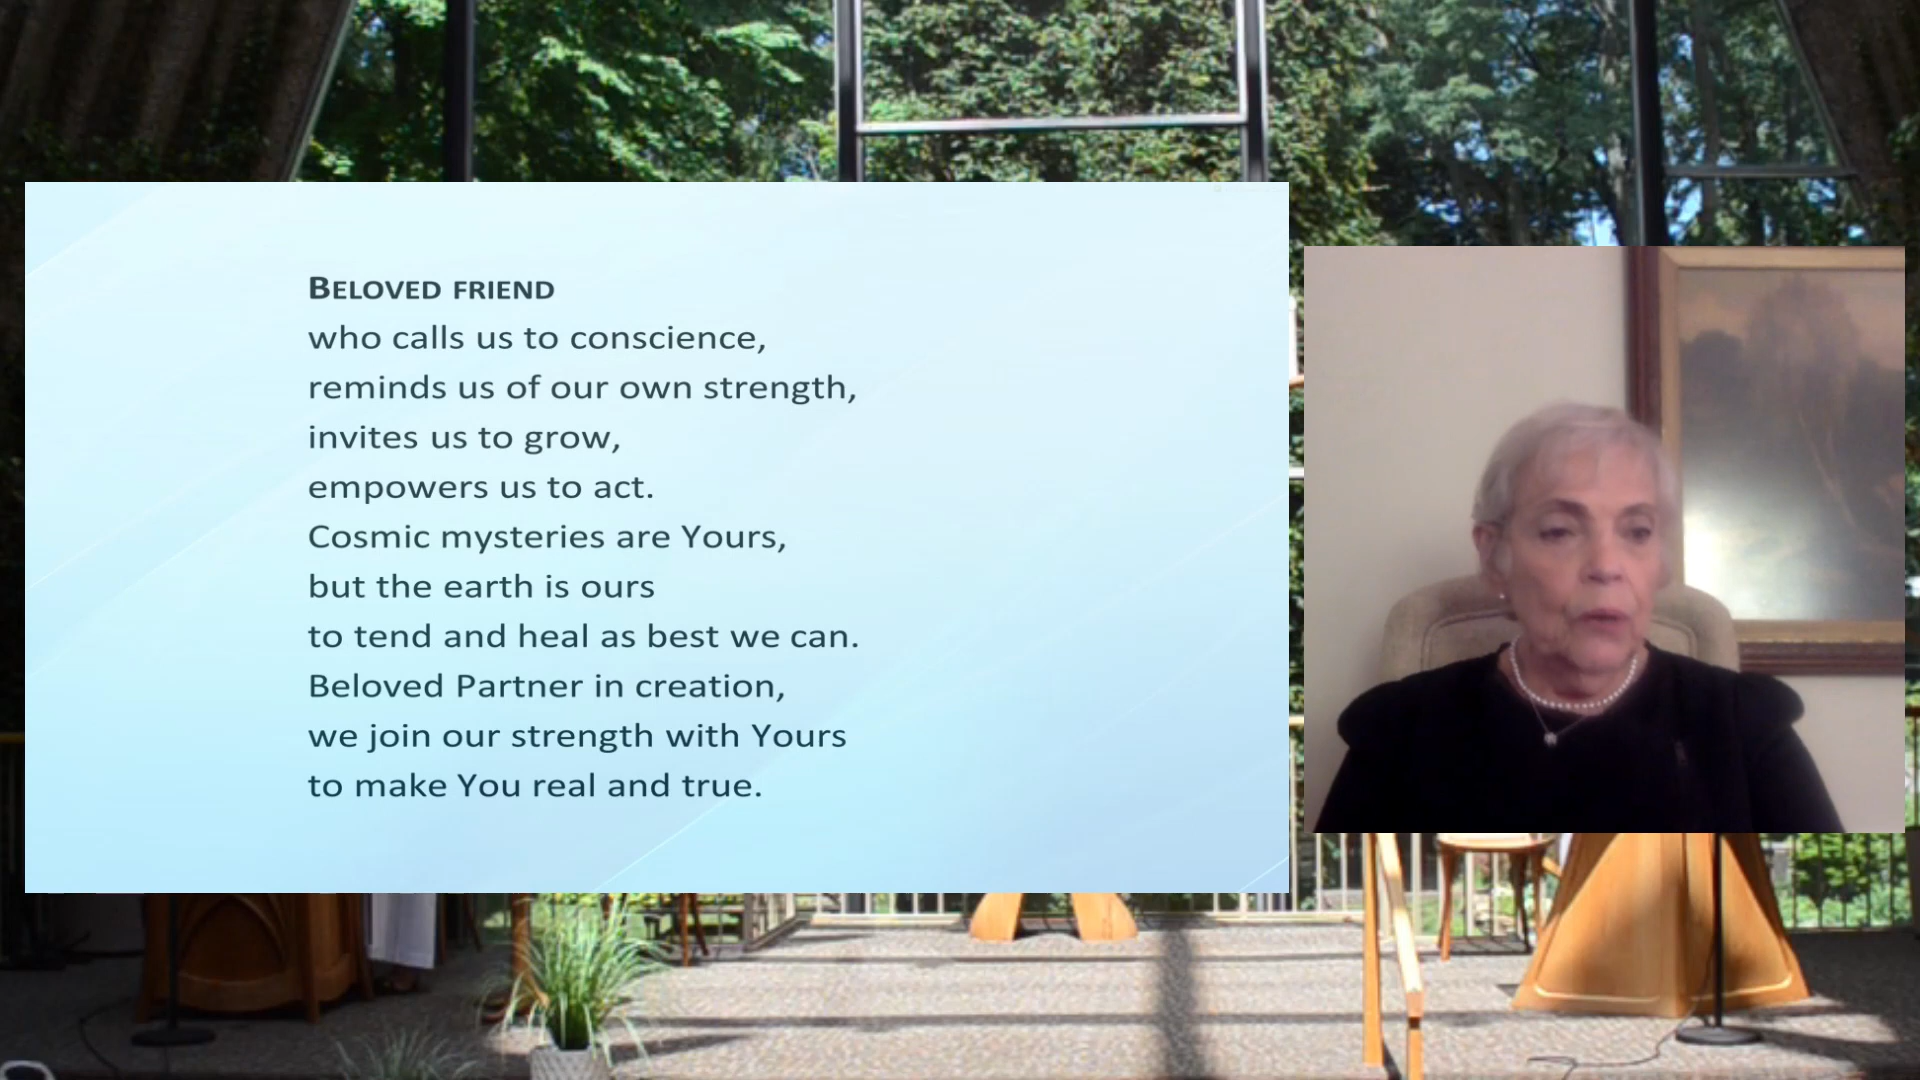 BELOVED FRIEND
who calls us to conscience,
reminds us of our own strength,
invites us to grow,
empowers us to act.
Cosmic mysteries are Yours,
but the earth is ours
to tend and heal as best we can.
Beloved Partner in creation,
we join our strength with Yours
to make You real and true.